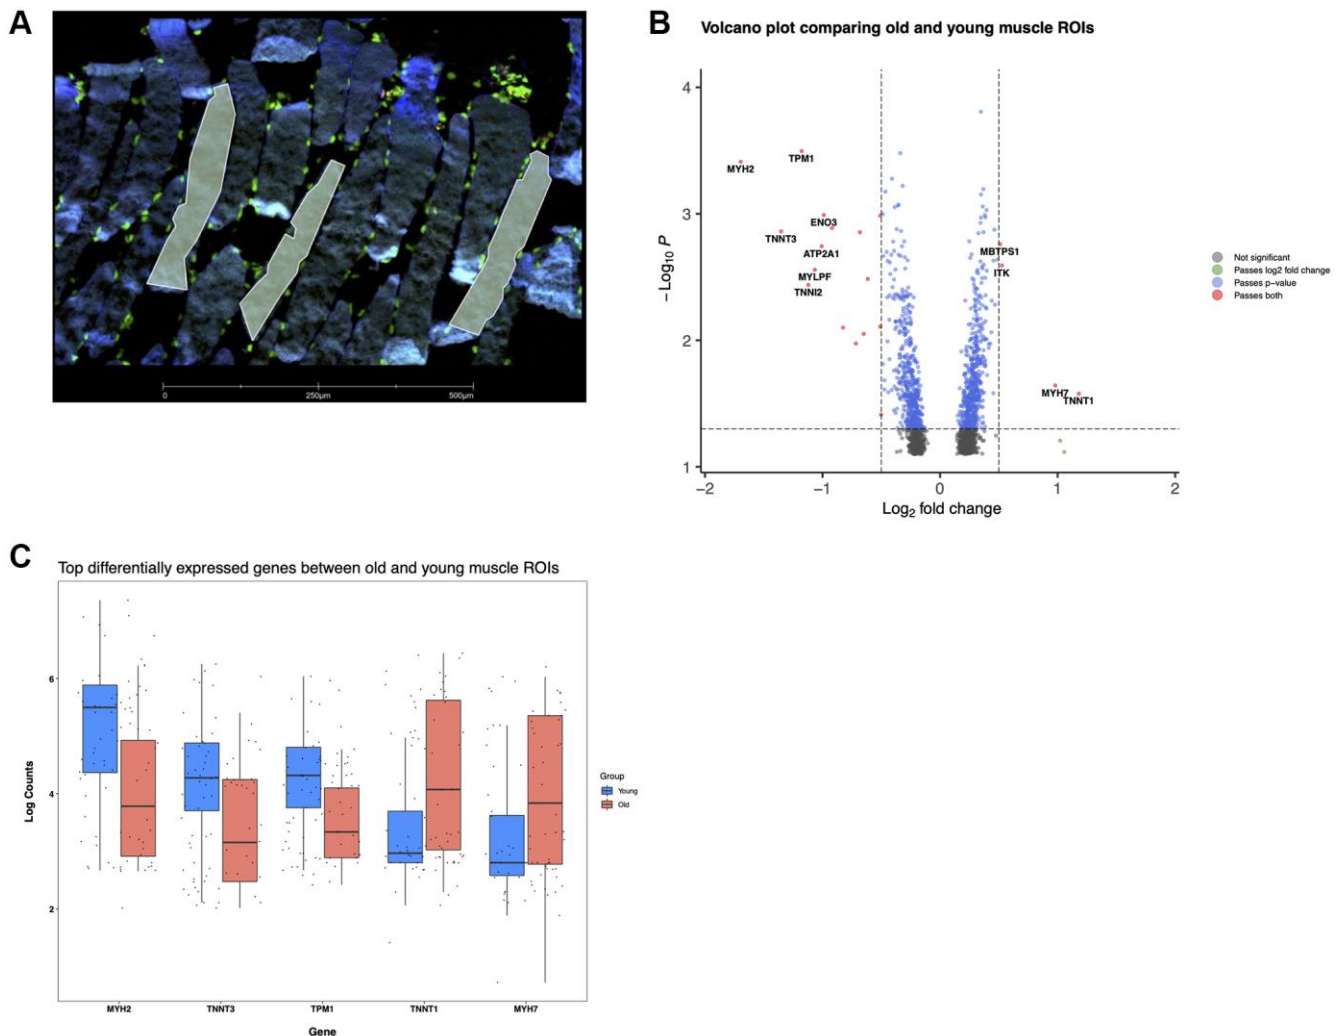 A
0
250μm
500μm
B
Volcano plot comparing old and young muscle ROIs
4
3
2
1
−Log10 P
MYH2
TPM1
ENO3
TNNT3
ATP2A1
MYLPF
TNNI2
MBTPS1
ITK
MYH7
TNNT1
−2
−1
0
1
2
Log2 fold change
Not significant
Passes log2 fold change
Passes p-value
Passes both
C
Top differentially expressed genes between old and young muscle ROIs
6
4
2
Log Counts
MYH2
TNNT3
TPM1
TNNT1
MYH7
Gene
Group
Young
Old